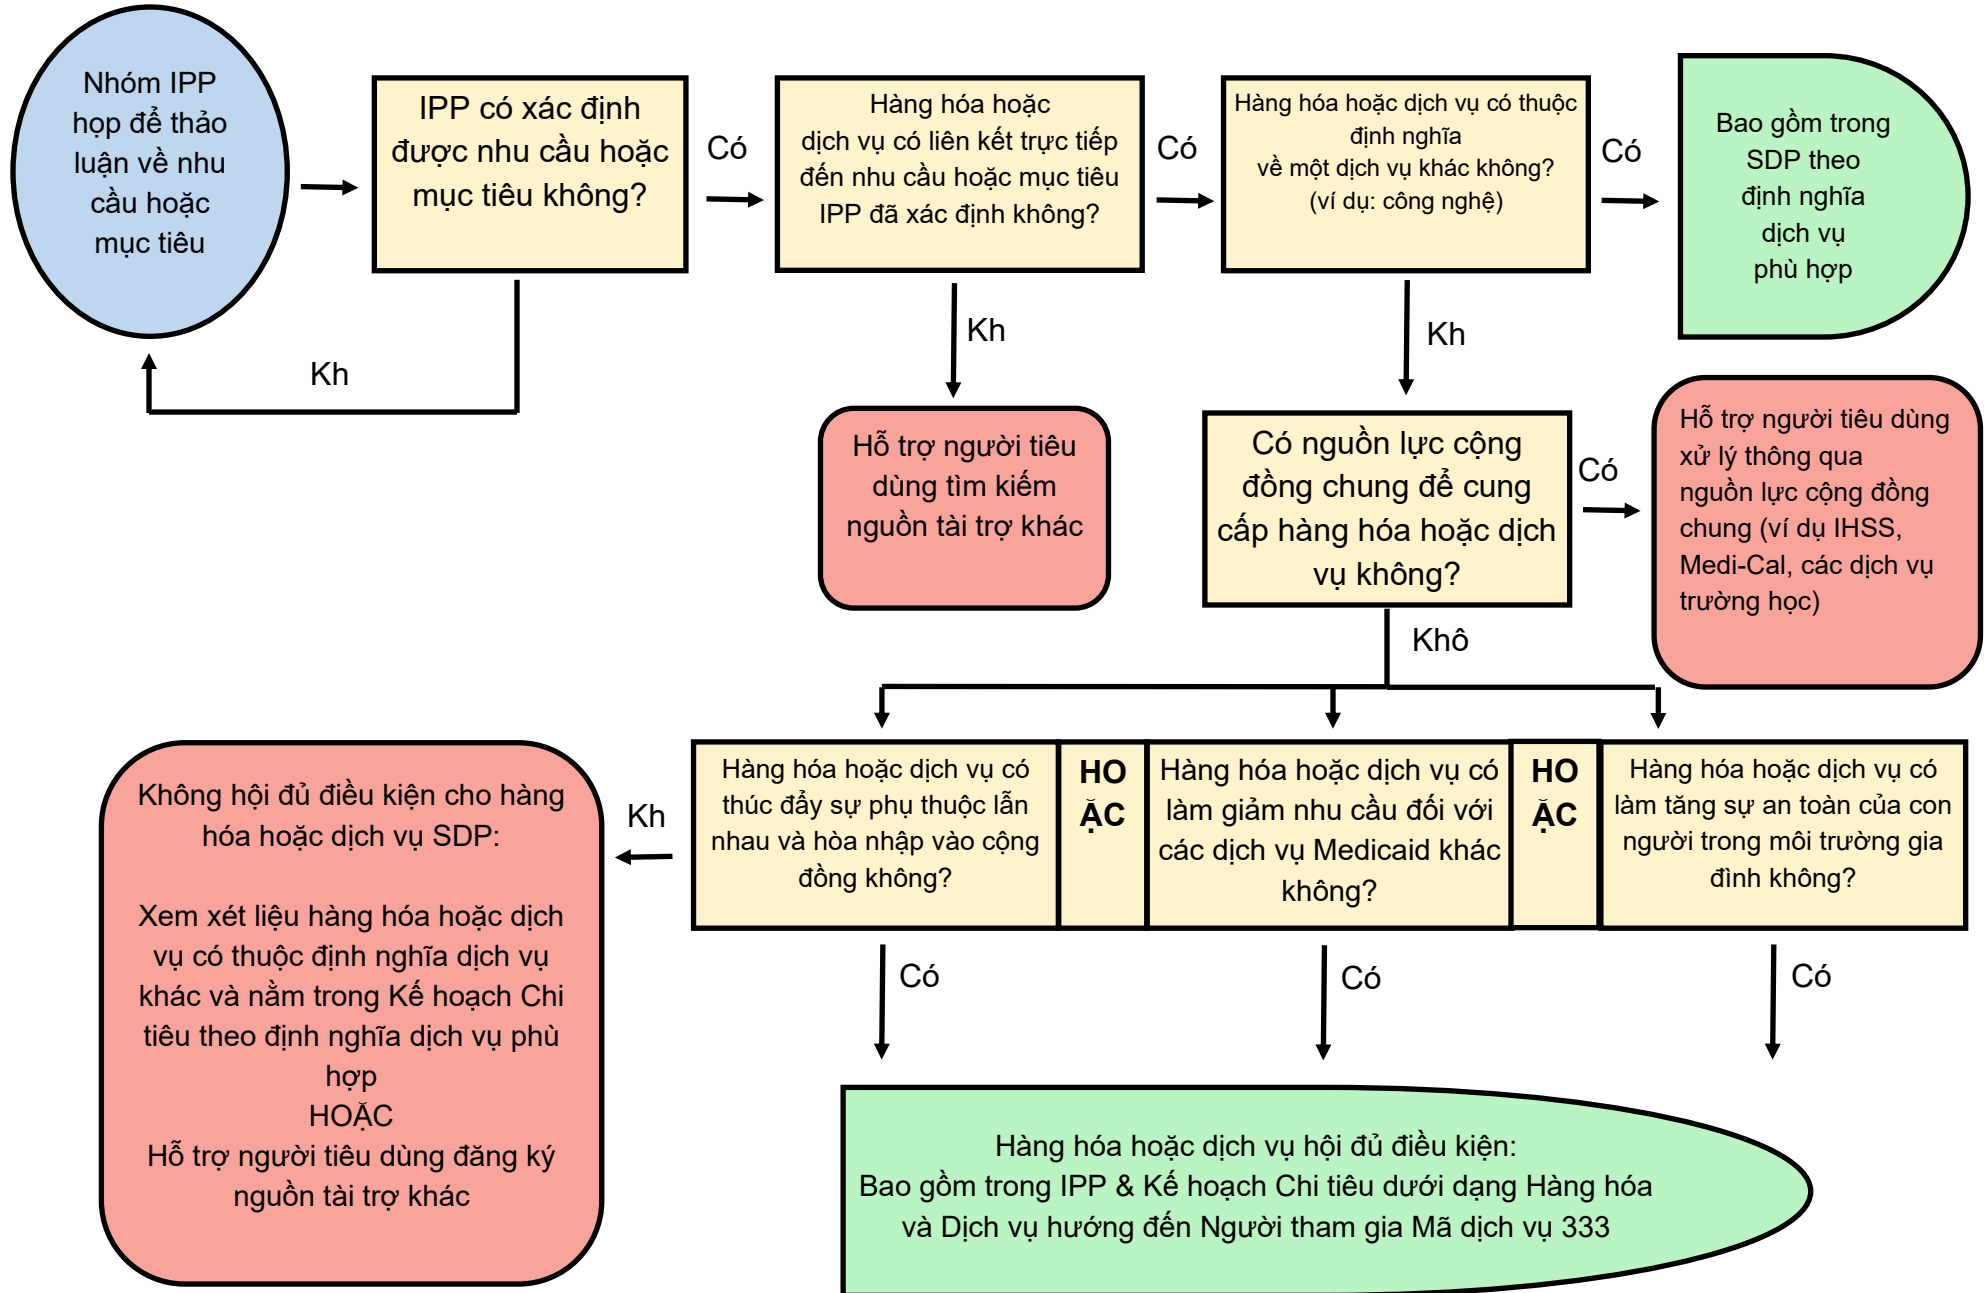 Nhóm IPP
họp để thảo
luận về nhu
cầu hoặc
mục tiêu
IPP có xác định
được nhu cầu hoặc
mục tiêu không?
Có
Hàng hóa hoặc
dịch vụ có liên kết trực tiếp
đến nhu cầu hoặc mục tiêu
IPP đã xác định không?
Có
Hàng hóa hoặc dịch vụ có thuộc
định nghĩa
về một dịch vụ khác không?
(ví dụ: công nghệ)
Có
Bao gồm trong
SDP theo
định nghĩa
dịch vụ
phù hợp
Kh
Kh
Kh
Hỗ trợ người tiêu
dùng tìm kiếm
nguồn tài trợ khác
Có nguồn lực cộng
đồng chung để cung
cấp hàng hóa hoặc dịch
vụ không?
Có
Hỗ trợ người tiêu dùng
xử lý thông qua
nguồn lực cộng đồng
chung (ví dụ IHSS,
Medi-Cal, các dịch vụ
trường học)
Khô
Hàng hóa hoặc dịch vụ có
thúc đẩy sự phụ thuộc lẫn
nhau và hòa nhập vào cộng
đồng không?
HO
ẶC
Hàng hóa hoặc dịch vụ có
làm giảm nhu cầu đối với
các dịch vụ Medicaid khác
không?
HO
ẶC
Hàng hóa hoặc dịch vụ có
làm tăng sự an toàn của con
người trong môi trường gia
đình không?
Kh
Không hội đủ điều kiện cho hàng
hóa hoặc dịch vụ SDP:
Xem xét liệu hàng hóa hoặc dịch
vụ có thuộc định nghĩa dịch vụ
khác và nằm trong Kế hoạch Chi
tiêu theo định nghĩa dịch vụ phù
hợp
HOẶC
Hỗ trợ người tiêu dùng đăng ký
nguồn tài trợ khác
Có
Có
Có
Hàng hóa hoặc dịch vụ hội đủ điều kiện:
Bao gồm trong IPP & Kế hoạch Chi tiêu dưới dạng Hàng hóa
và Dịch vụ hướng đến Người tham gia Mã dịch vụ 333